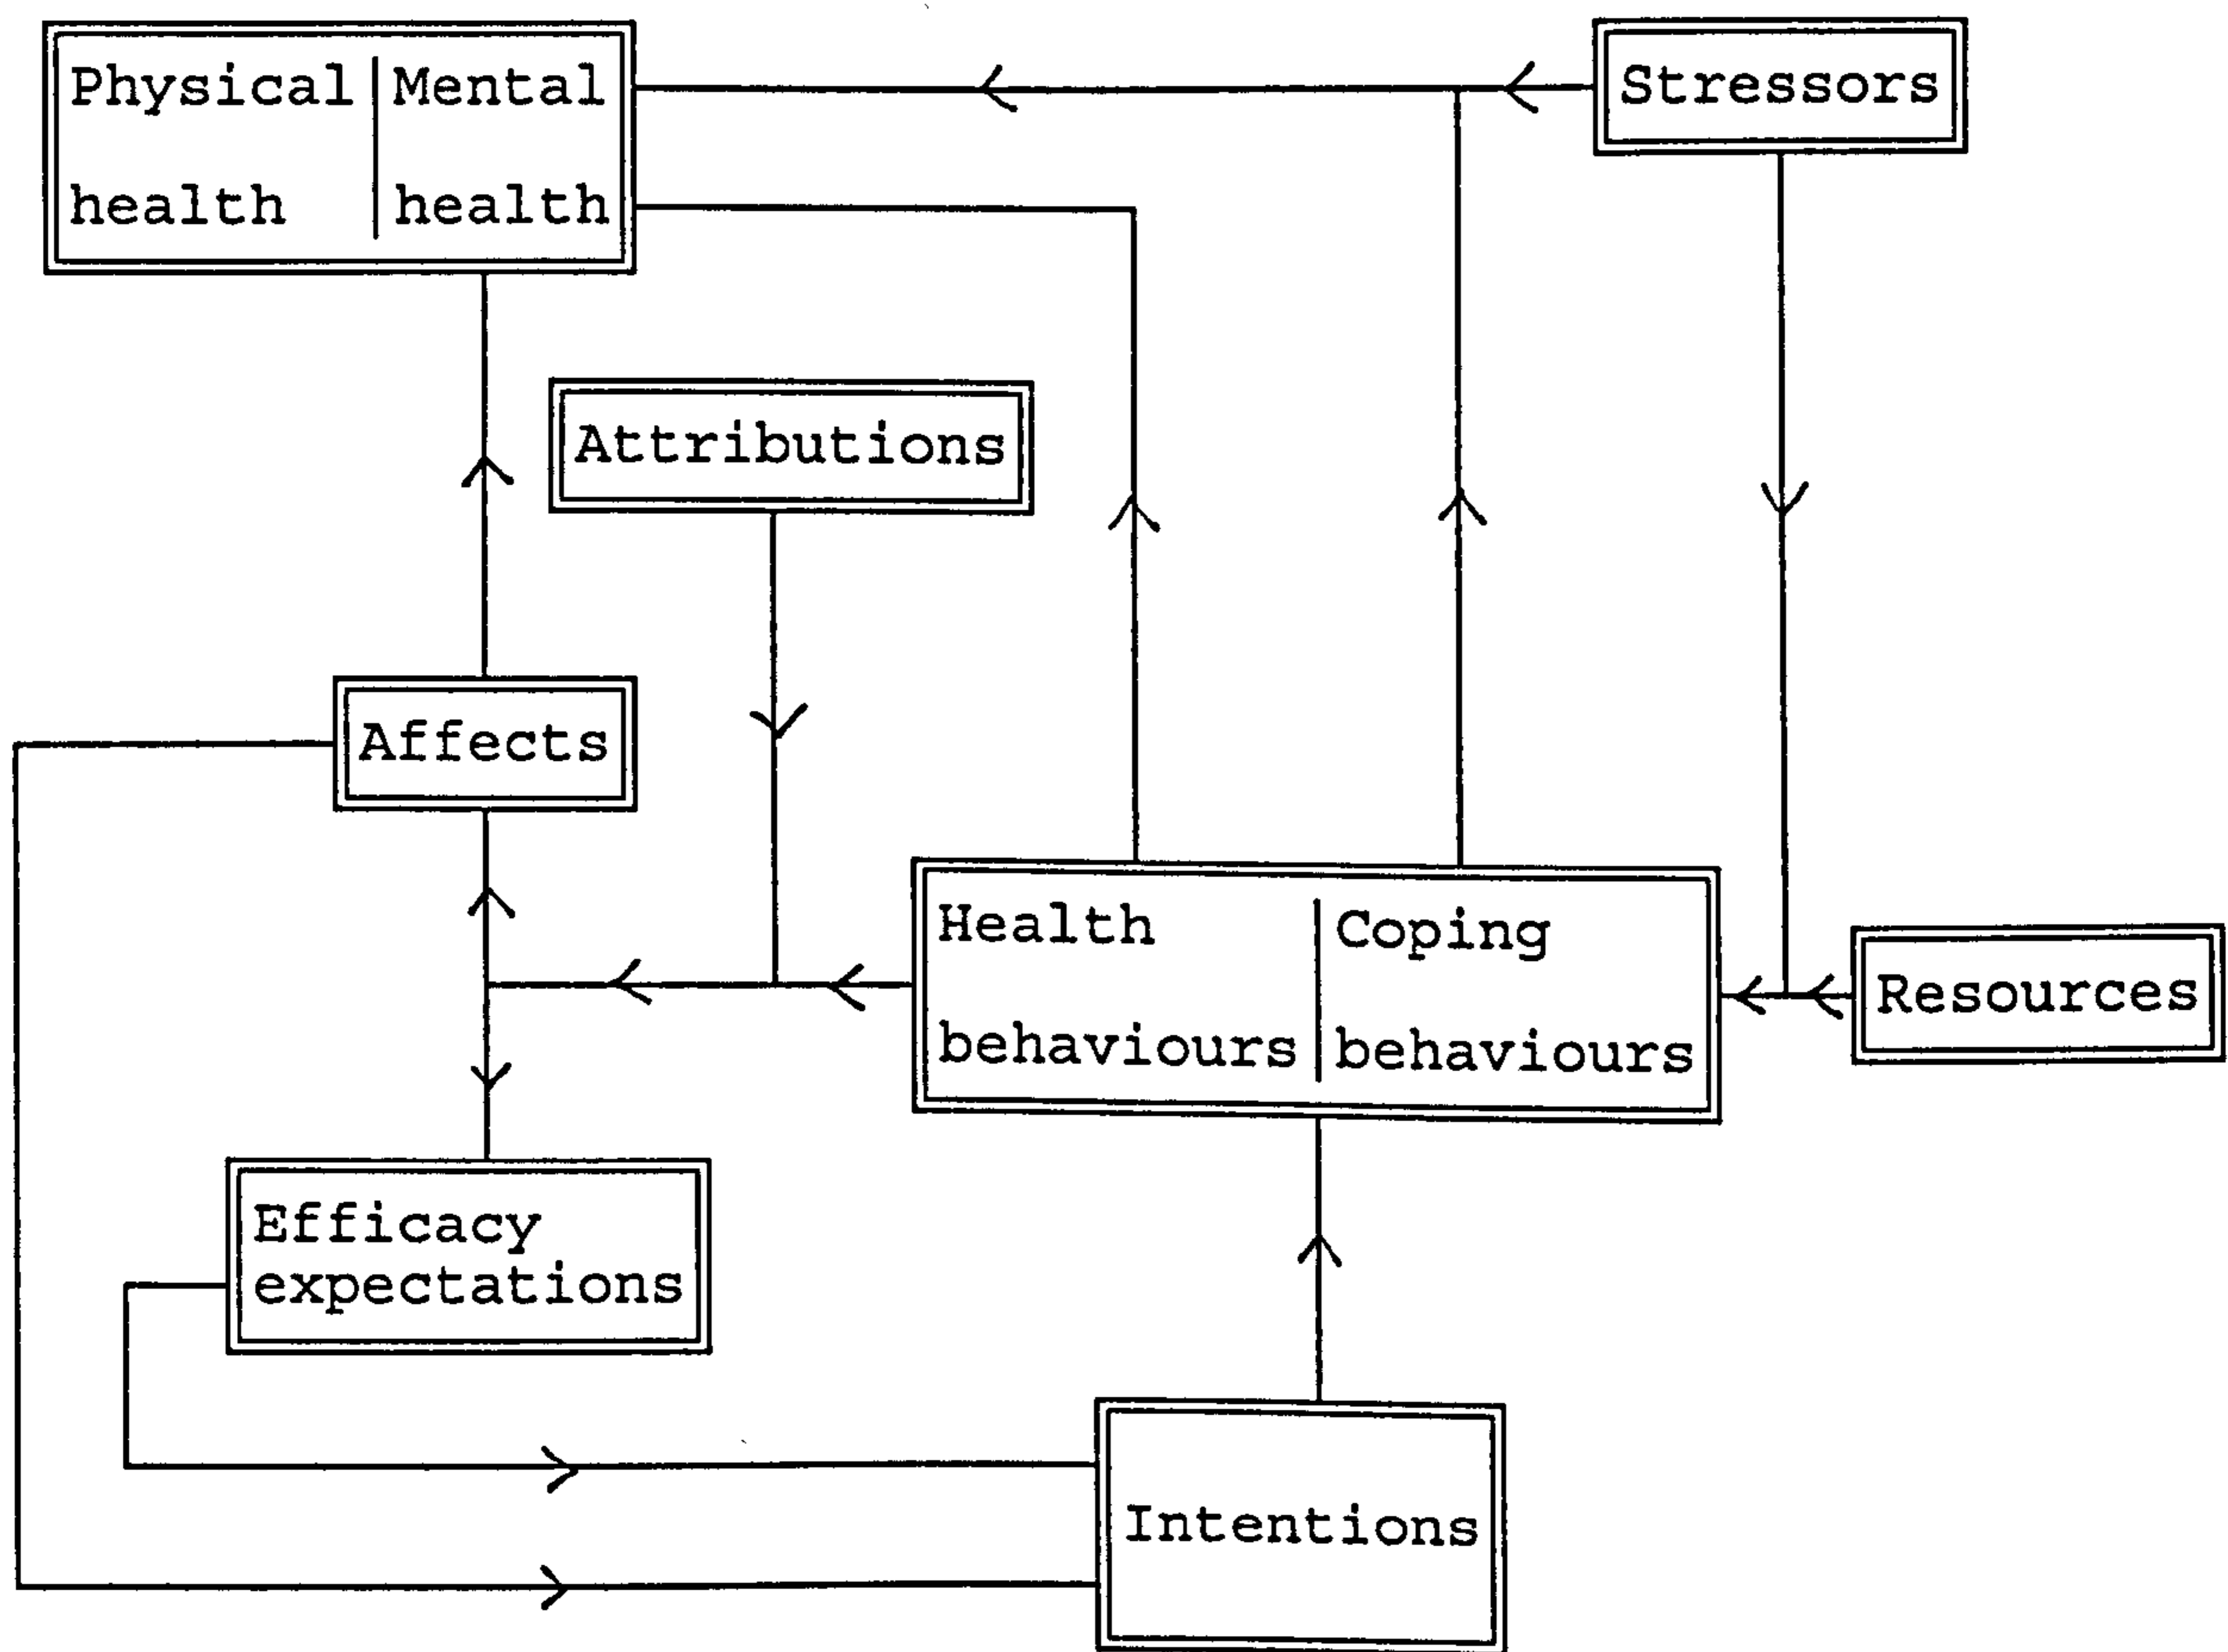 Physical | Mental
health | health
Stressors
Attributions
Affects
Health | Coping
behaviours | behaviours
Resources
Efficacy
expectations
Intentions